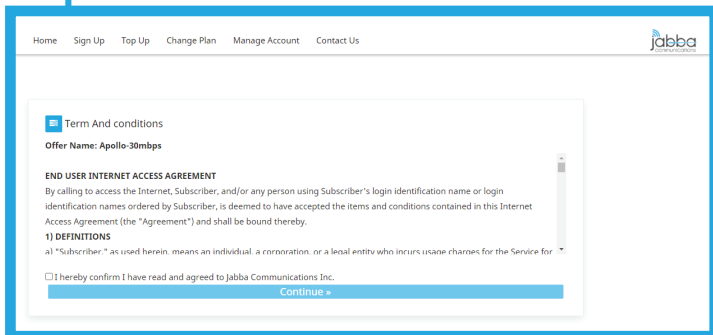 Home Sign Up Top Up Change Plan Manage Account Contact Us
jabba
communications
Term And conditions
Offer Name: Apollo-30mbps
END USER INTERNET ACCESS AGREEMENT
By calling to access the Internet, Subscriber, and/or any person using Subscriber's login identification name or login
identification names ordered by Subscriber, is deemed to have accepted the items and conditions contained in this Internet
Access Agreement (the "Agreement") and shall be bound thereby.
1) DEFINITIONS
a) "Subscriber," as used herein, means an individual, a corporation, or a legal entity who incurs usage charges for the Service for
I hereby confirm I have read and agreed to Jabba Communications Inc.
Continue »